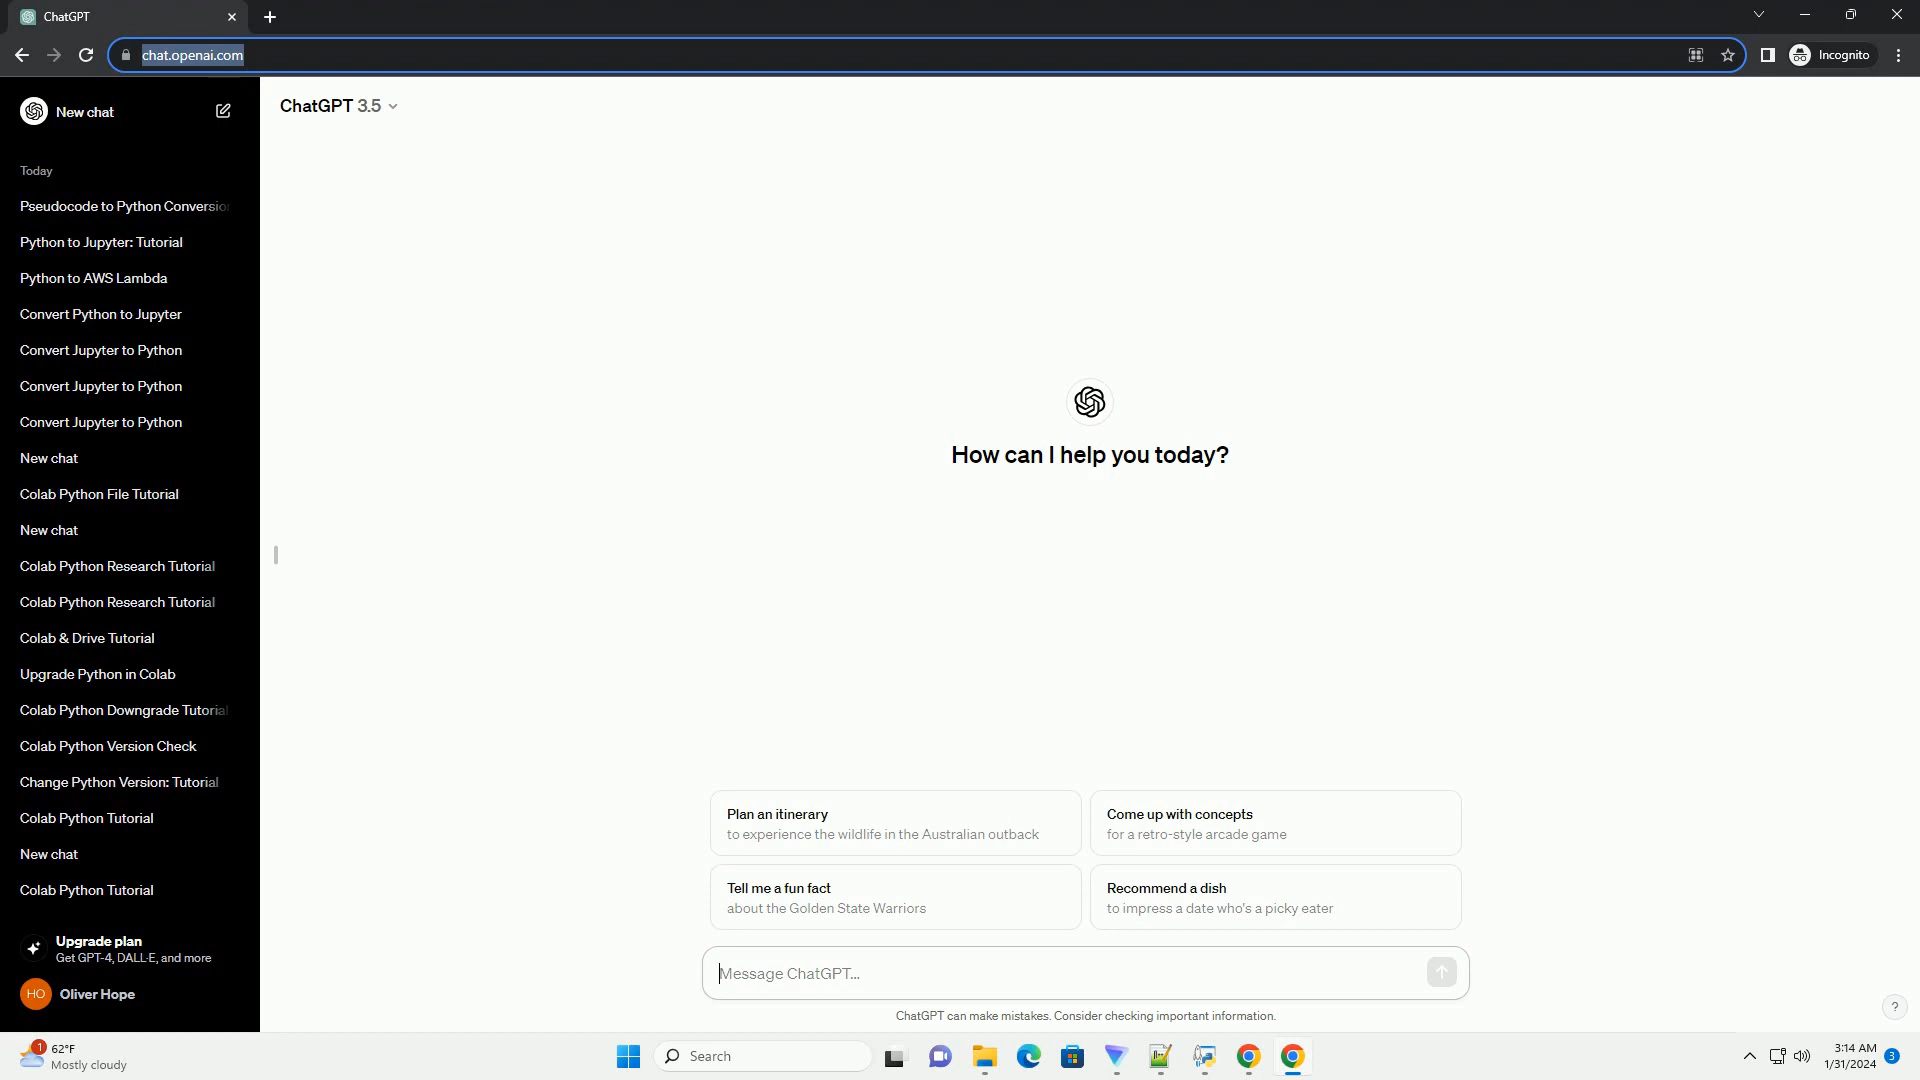 ChatGPT
chat.openai.com
Incognito
New chat
ChatGPT 3.5
Today
Pseudocode to Python Conversio
Python to Jupyter: Tutorial
Python to AWS Lambda
Convert Python to Jupyter
Convert Jupyter to Python
Convert Jupyter to Python
Convert Jupyter to Python
New chat
Colab Python File Tutorial
New chat
Colab Python Research Tutorial
Colab Python Research Tutorial
Colab & Drive Tutorial
Upgrade Python in Colab
Colab Python Downgrade Tutorial
Colab Python Version Check
Change Python Version: Tutorial
Colab Python Tutorial
New chat
Colab Python Tutorial
Upgrade plan
Get GPT-4, DALL·E, and more
HO
Oliver Hope
How can I help you today?
Plan an itinerary
to experience the wildlife in the Australian outback
Come up with concepts
for a retro-style arcade game
Tell me a fun fact
about the Golden State Warriors
Recommend a dish
to impress a date who's a picky eater
Message ChatGPT...
ChatGPT can make mistakes. Consider checking important information.
?
1
62°F
Mostly cloudy
Search
3:14 AM
1/31/2024
3